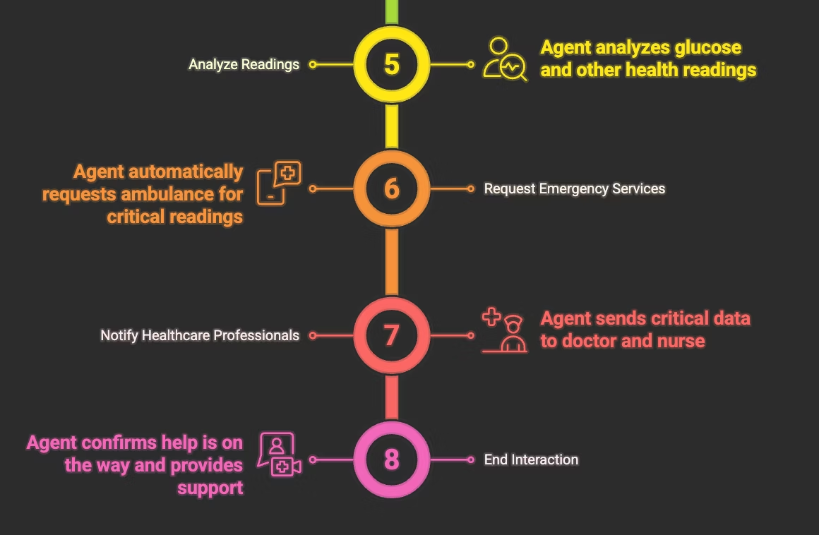 Analyze Readings
5
Agent analyzes glucose
and other health readings
Agent automatically
requests ambulance for
critical readings
6
Request Emergency Services
Notify Healthcare Professionals
7
Agent sends critical data
to doctor and nurse
Agent confirms help is on
the way and provides
support
8
End Interaction